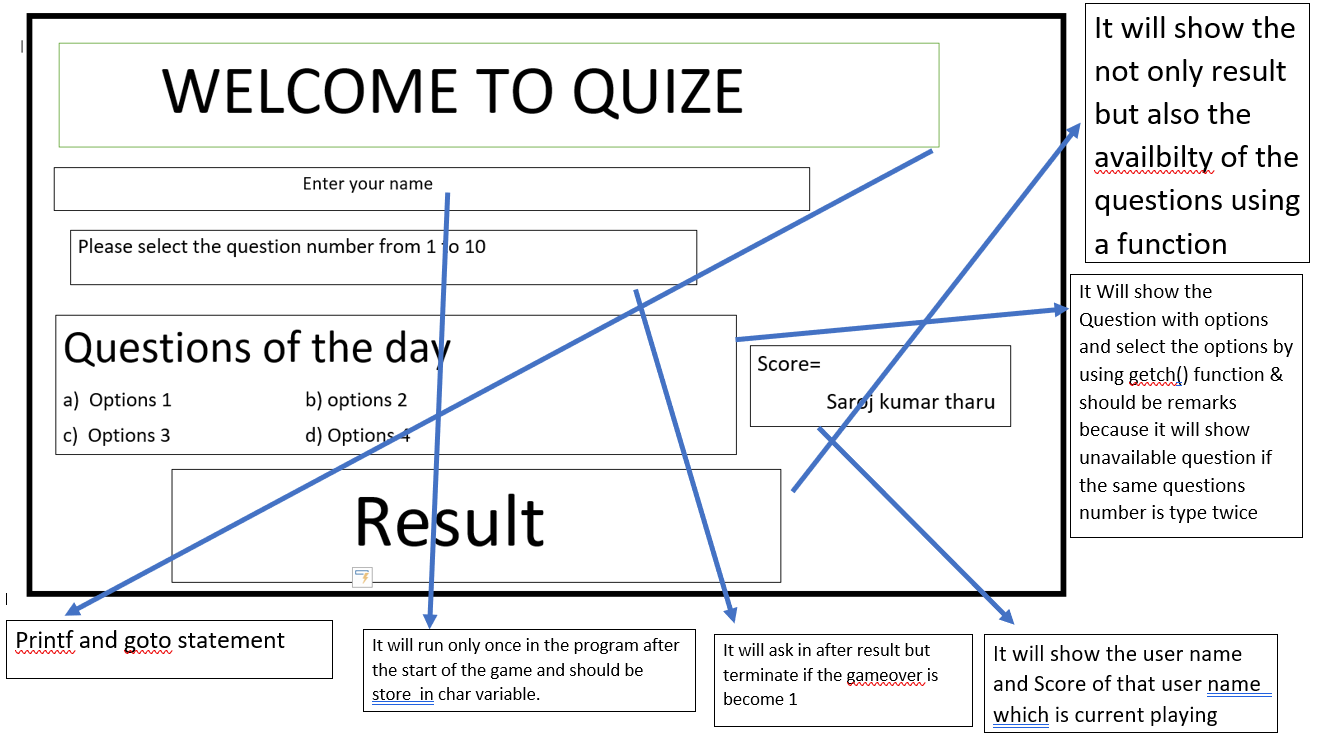 WELCOME TO QUIZE
Enter your name
Please select the question number from 1 to 10
Questions of the day
a) Options 1 b) options 2
c) Options 3 d) Options 4
Score=
Saroj kumar tharu
Result
It will show the
not only result
but also the
availbilty of the
questions using
a function
It Will show the
Question with options
and select the options by
using getch() function &
should be remarks
because it will show
unavailable question if
the same questions
number is type twice
Printf and goto statement
It will run only once in the program after
the start of the game and should be
store in char variable.
It will ask in after result but
terminate if the gameover is
become 1
It will show the user name
and Score of that user name
which is current playing